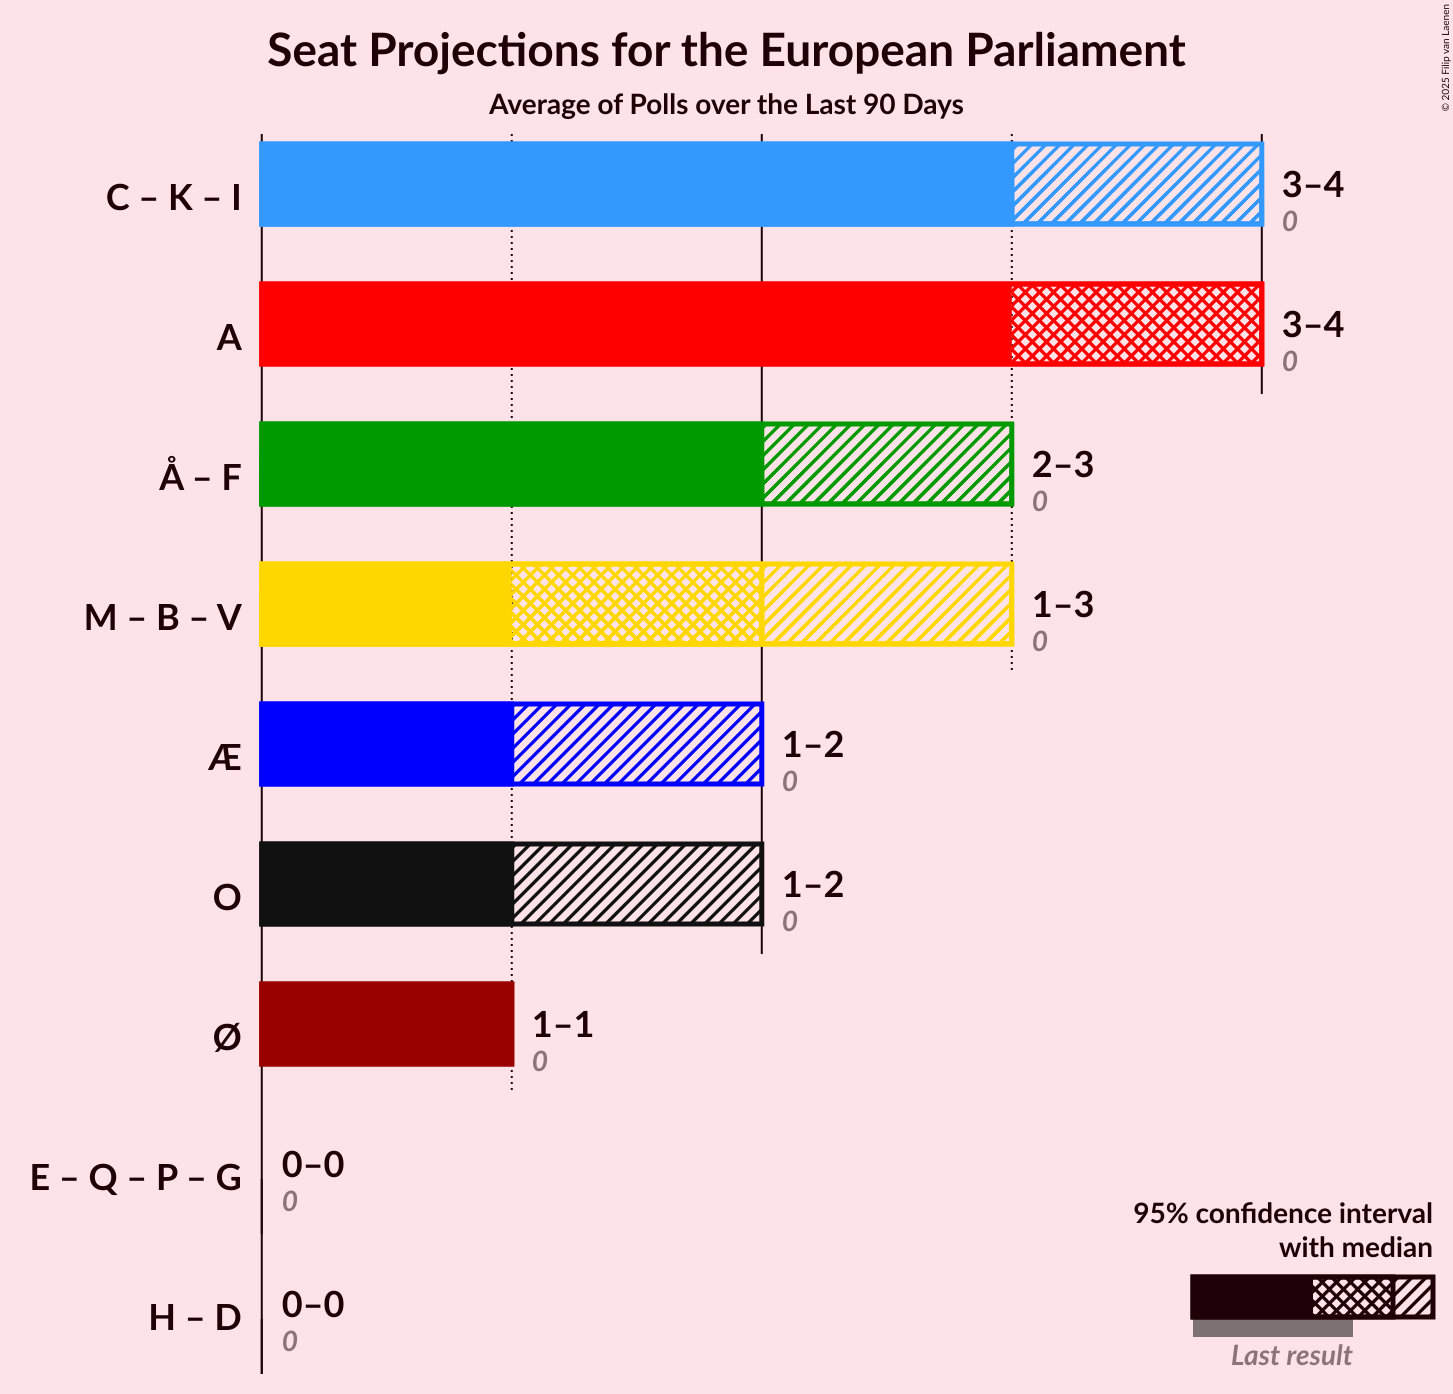 Seat Projections for the European Parliament
Average of Polls over the Last 90 Days
© 2025 Filip van Laenen
C – K – I
3–4
0
A
3–4
0
Å – F
2–3
0
M – B – V
1–3
0
Æ
1–2
0
O
1–2
0
Ø
1–1
0
E – Q – P – G
0–0
0
H – D
0–0
0
95% confidence interval
with median
Last result